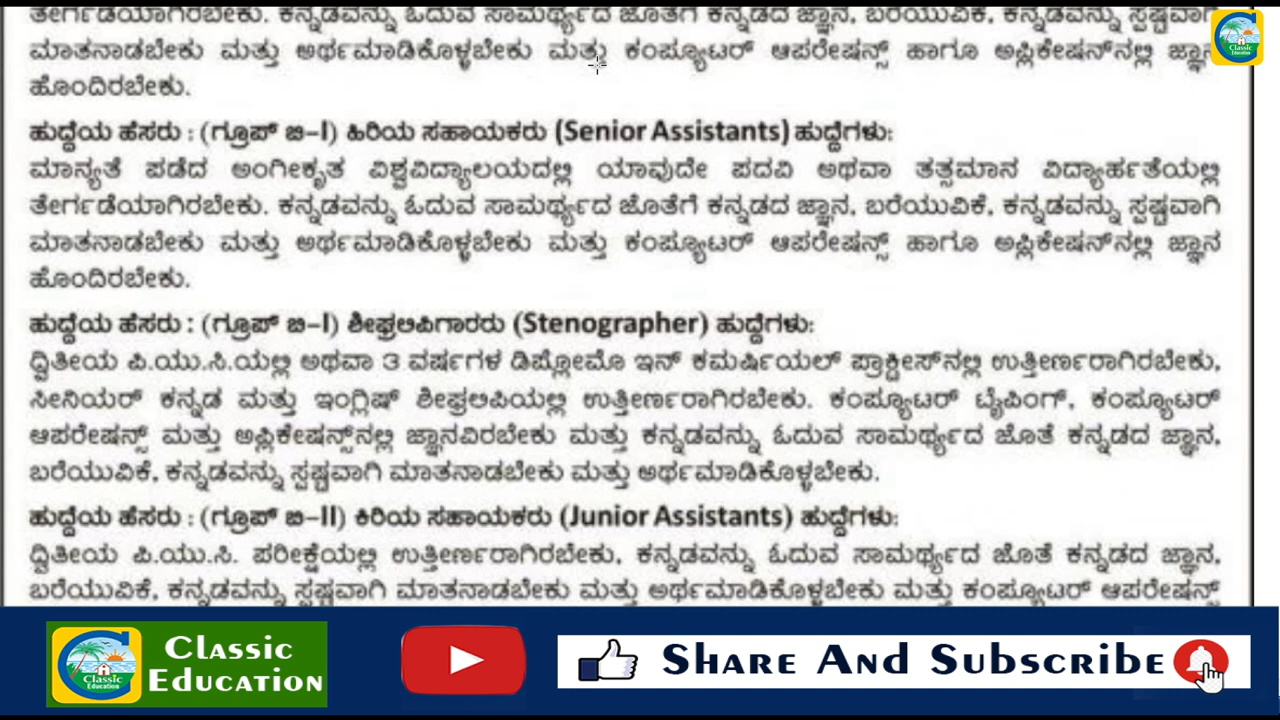 ತೇರ್ಗಡೆಯಾಗಿರಬೇಕು. ಕನ್ನಡವನ್ನು ಓದುವ ಸಾಮರ್ಥ್ಯದ ಜೊತೆಗೆ ಕನ್ನಡದ ಜ್ಞಾನ, ಬರೆಯುವಿಕೆ, ಕನ್ನಡವನ್ನು ಸ್ಪಷ್ಟವಾಗಿ
ಮಾತನಾಡಬೇಕು ಮತ್ತು ಅರ್ಥಮಾಡಿಕೊಳ್ಳಬೇಕು ಮತ್ತು ಕಂಪ್ಯೂಟರ್ ಆಪರೇಷನ್ಸ್ ಹಾಗೂ ಅಪ್ಲಿಕೇಷನ್‌ನಲ್ಲಿ ಜ್ಞಾನ
ಹೊಂದಿರಬೇಕು.
ಹುದ್ದೆಯ ಹೆಸರು : (ಗ್ರೂಪ್ ಬಿ–I) ಹಿರಿಯ ಸಹಾಯಕರು (Senior Assistants) ಹುದ್ದೆಗಳು:
ಮಾನ್ಯತೆ ಪಡೆದ ಅಂಗೀಕೃತ ವಿಶ್ವವಿದ್ಯಾಲಯದಲ್ಲಿ ಯಾವುದೇ ಪದವಿ ಅಥವಾ ತತ್ಸಮಾನ ವಿದ್ಯಾರ್ಹತೆಯಲ್ಲಿ
ತೇರ್ಗಡೆಯಾಗಿರಬೇಕು. ಕನ್ನಡವನ್ನು ಓದುವ ಸಾಮರ್ಥ್ಯದ ಜೊತೆಗೆ ಕನ್ನಡದ ಜ್ಞಾನ, ಬರೆಯುವಿಕೆ, ಕನ್ನಡವನ್ನು ಸ್ಪಷ್ಟವಾಗಿ
ಮಾತನಾಡಬೇಕು ಮತ್ತು ಅರ್ಥಮಾಡಿಕೊಳ್ಳಬೇಕು ಮತ್ತು ಕಂಪ್ಯೂಟರ್ ಆಪರೇಷನ್ಸ್ ಹಾಗೂ ಅಪ್ಲಿಕೇಷನ್‌ನಲ್ಲಿ ಜ್ಞಾನ
ಹೊಂದಿರಬೇಕು.
ಹುದ್ದೆಯ ಹೆಸರು : (ಗ್ರೂಪ್ ಬಿ–I) ಶೀಘ್ರಲಿಪಿಗಾರರು (Stenographer) ಹುದ್ದೆಗಳು:
ದ್ವಿತೀಯ ಪಿ.ಯು.ಸಿ.ಯಲ್ಲಿ ಅಥವಾ ೩ ವರ್ಷಗಳ ಡಿಪ್ಲೋಮೊ ಇನ್ ಕಮರ್ಷಿಯಲ್ ಪ್ರಾಕ್ಟೀಸ್‌ನಲ್ಲಿ ಉತ್ತೀರ್ಣರಾಗಿರಬೇಕು,
ಸೀನಿಯರ್ ಕನ್ನಡ ಮತ್ತು ಇಂಗ್ಲಿಷ್ ಶೀಘ್ರಲಿಪಿಯಲ್ಲಿ ಉತ್ತೀರ್ಣರಾಗಿರಬೇಕು. ಕಂಪ್ಯೂಟರ್ ಟೈಪಿಂಗ್, ಕಂಪ್ಯೂಟರ್
ಆಪರೇಷನ್ಸ್ ಮತ್ತು ಅಪ್ಲಿಕೇಷನ್ಸ್‌ನಲ್ಲಿ ಜ್ಞಾನವಿರಬೇಕು ಮತ್ತು ಕನ್ನಡವನ್ನು ಓದುವ ಸಾಮರ್ಥ್ಯದ ಜೊತೆ ಕನ್ನಡದ ಜ್ಞಾನ,
ಬರೆಯುವಿಕೆ, ಕನ್ನಡವನ್ನು ಸ್ಪಷ್ಟವಾಗಿ ಮಾತನಾಡಬೇಕು ಮತ್ತು ಅರ್ಥಮಾಡಿಕೊಳ್ಳಬೇಕು.
ಹುದ್ದೆಯ ಹೆಸರು : (ಗ್ರೂಪ್ ಬಿ–II) ಕಿರಿಯ ಸಹಾಯಕರು (Junior Assistants) ಹುದ್ದೆಗಳು:
ದ್ವಿತೀಯ ಪಿ.ಯು.ಸಿ. ಪರೀಕ್ಷೆಯಲ್ಲಿ ಉತ್ತೀರ್ಣರಾಗಿರಬೇಕು, ಕನ್ನಡವನ್ನು ಓದುವ ಸಾಮರ್ಥ್ಯದ ಜೊತೆ ಕನ್ನಡದ ಜ್ಞಾನ,
ಬರೆಯುವಿಕೆ, ಕನ್ನಡವನ್ನು ಸ್ಪಷ್ಟವಾಗಿ ಮಾತನಾಡಬೇಕು ಮತ್ತು ಅರ್ಥಮಾಡಿಕೊಳ್ಳಬೇಕು ಮತ್ತು ಕಂಪ್ಯೂಟರ್ ಆಪರೇಷನ್ಸ್
Classic Education
Classic Education
Classic
Education
Share And Subscribe